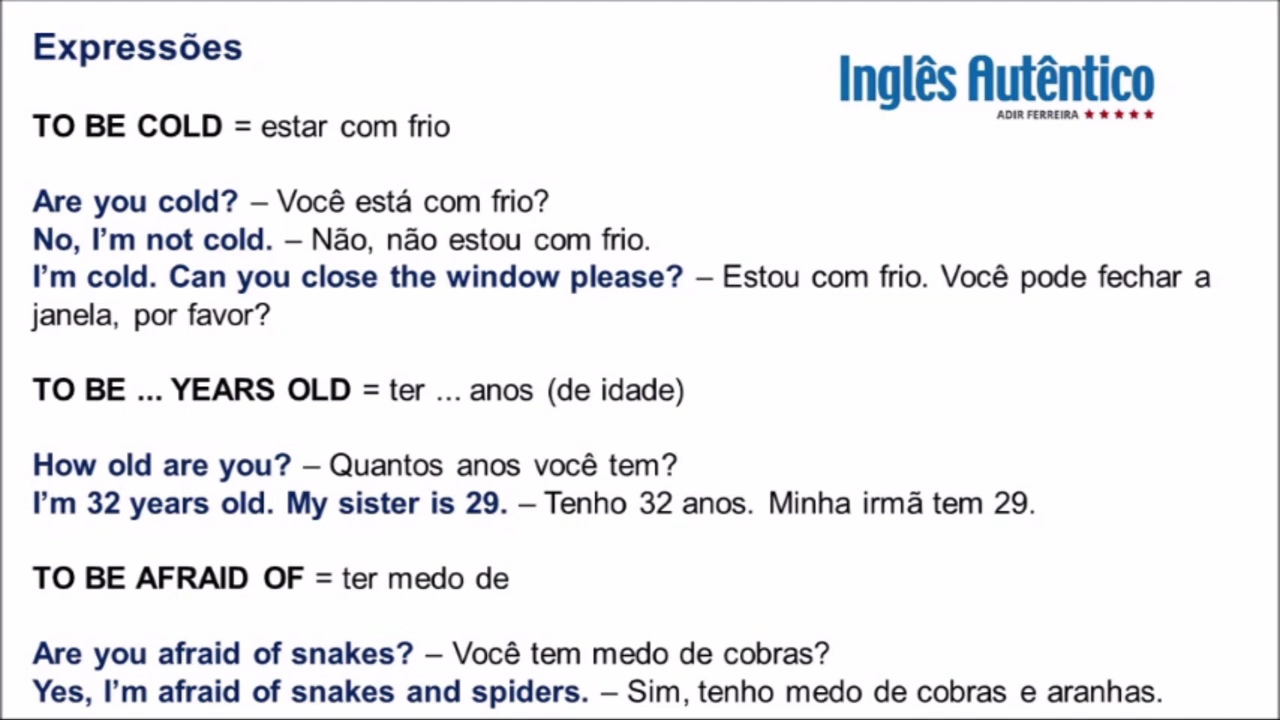 Expressões
Inglês Autêntico
ADIR FERREIRA
TO BE COLD = estar com frio
Are you cold? – Você está com frio?
No, I’m not cold. – Não, não estou com frio.
I’m cold. Can you close the window please? – Estou com frio. Você pode fechar a
janela, por favor?
TO BE ... YEARS OLD = ter ... anos (de idade)
How old are you? – Quantos anos você tem?
I’m 32 years old. My sister is 29. – Tenho 32 anos. Minha irmã tem 29.
TO BE AFRAID OF = ter medo de
Are you afraid of snakes? – Você tem medo de cobras?
Yes, I’m afraid of snakes and spiders. – Sim, tenho medo de cobras e aranhas.